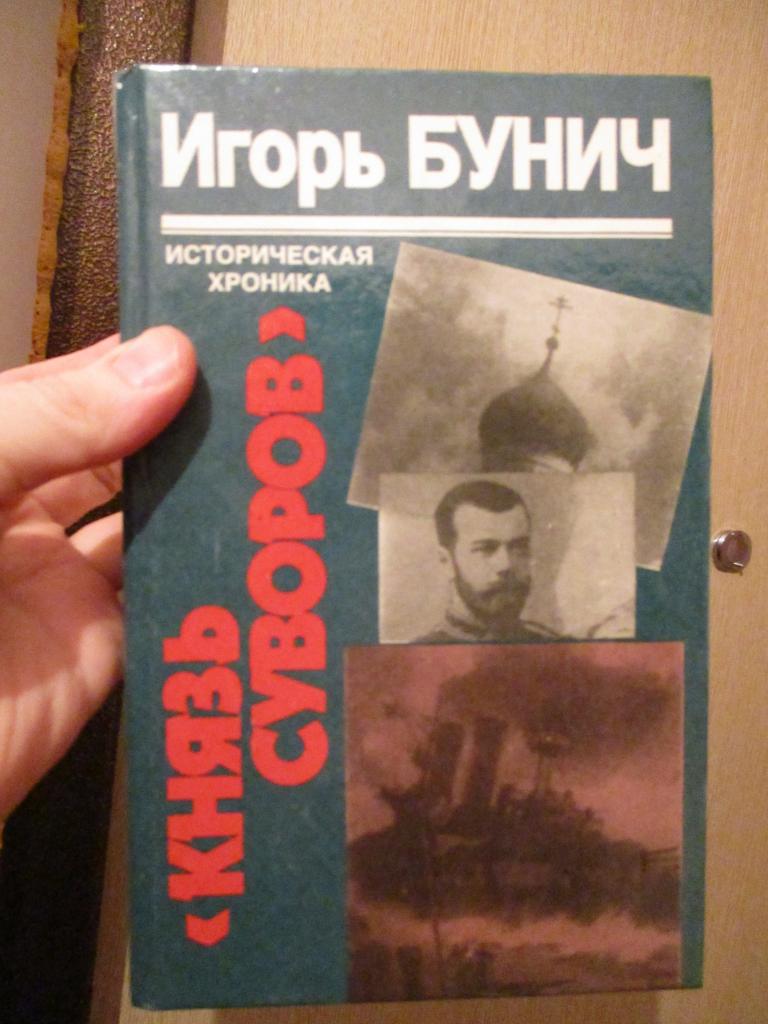 Игорь БУНИЧ
ИСТОРИЧЕСКАЯ
ХРОНИКА
«КНЯЗЬ
СУВОРОВ»